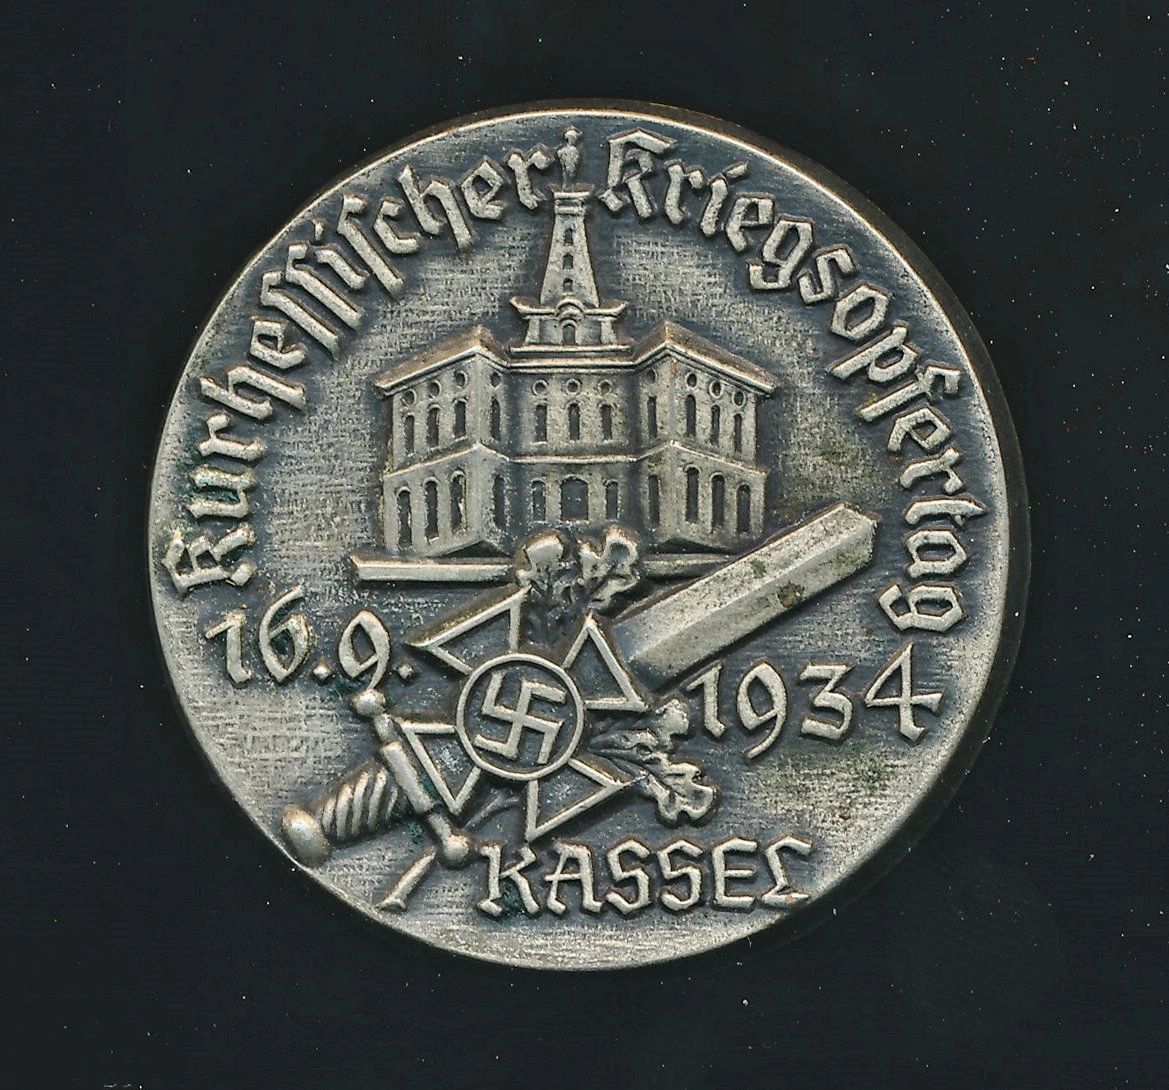 Kurheſſiſcher Kriegsopfertag
16.9. 1934
KASSEL